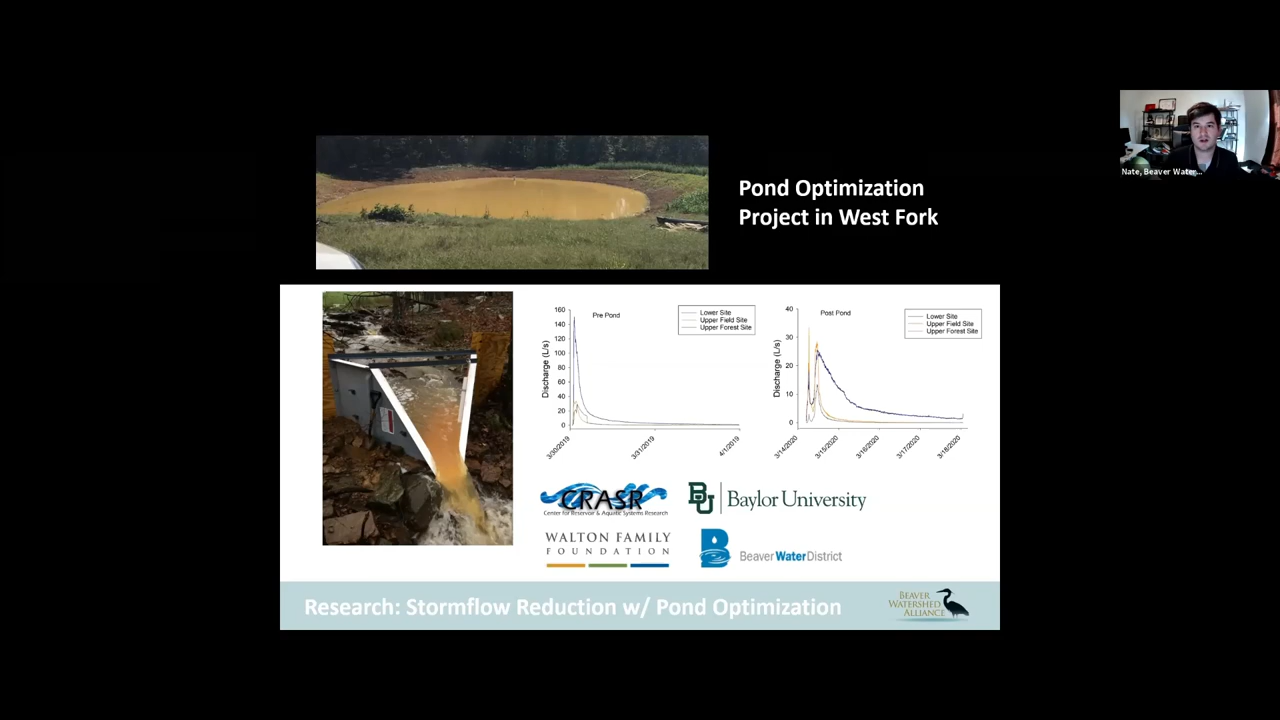 Nate, Beaver Water...
Pond Optimization
Project in West Fork
160
140
120
100
80
60
40
20
0
Discharge (L/s)
Pre Pond
Lower Site
Upper Field Site
Upper Forest Site
3/30/2019
3/31/2019
4/1/2019
40
30
20
10
0
Discharge (L/s)
Post Pond
Lower Site
Upper Field Site
Upper Forest Site
3/14/2020
3/15/2020
3/16/2020
3/17/2020
3/18/2020
CRASR
Center for Reservoir & Aquatic Systems Research
BU
Baylor University
WALTON FAMILY
FOUNDATION
B
Beaver WaterDistrict
Research: Stormflow Reduction w/ Pond Optimization
BEAVER
WATERSHED
ALLIANCE